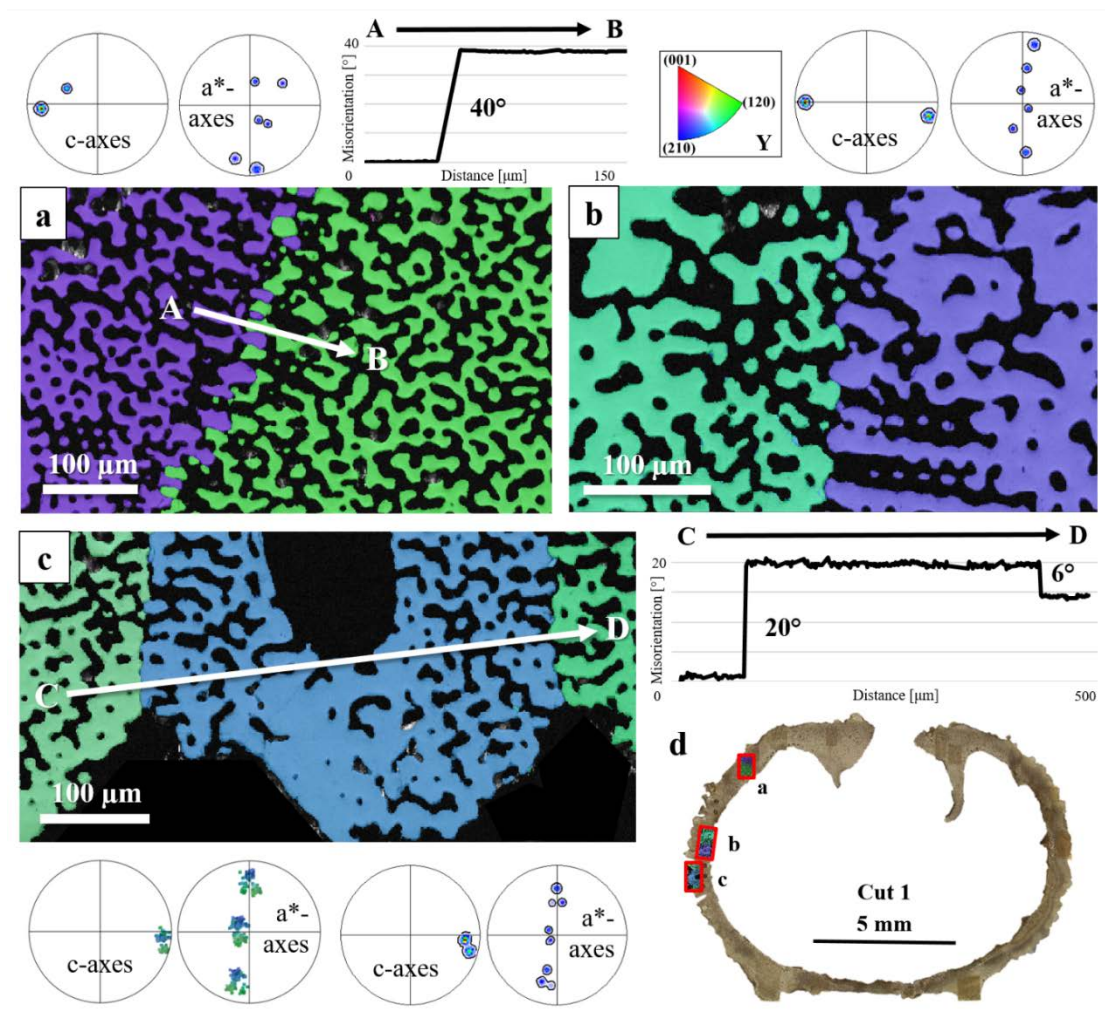 A B
40
Misorientation [°]
40°
0 Distance [µm] 150
c-axes
a*-
axes
(001)
(120)
(210)
Y
c-axes
a*-
axes
a
A
B
100 µm
b
100 µm
c
C
D
100 µm
C D
20
Misorientation [°]
20°
6°
0 Distance [µm] 500
d
a
b
c
Cut 1
5 mm
c-axes
a*-
axes
c-axes
a*-
axes